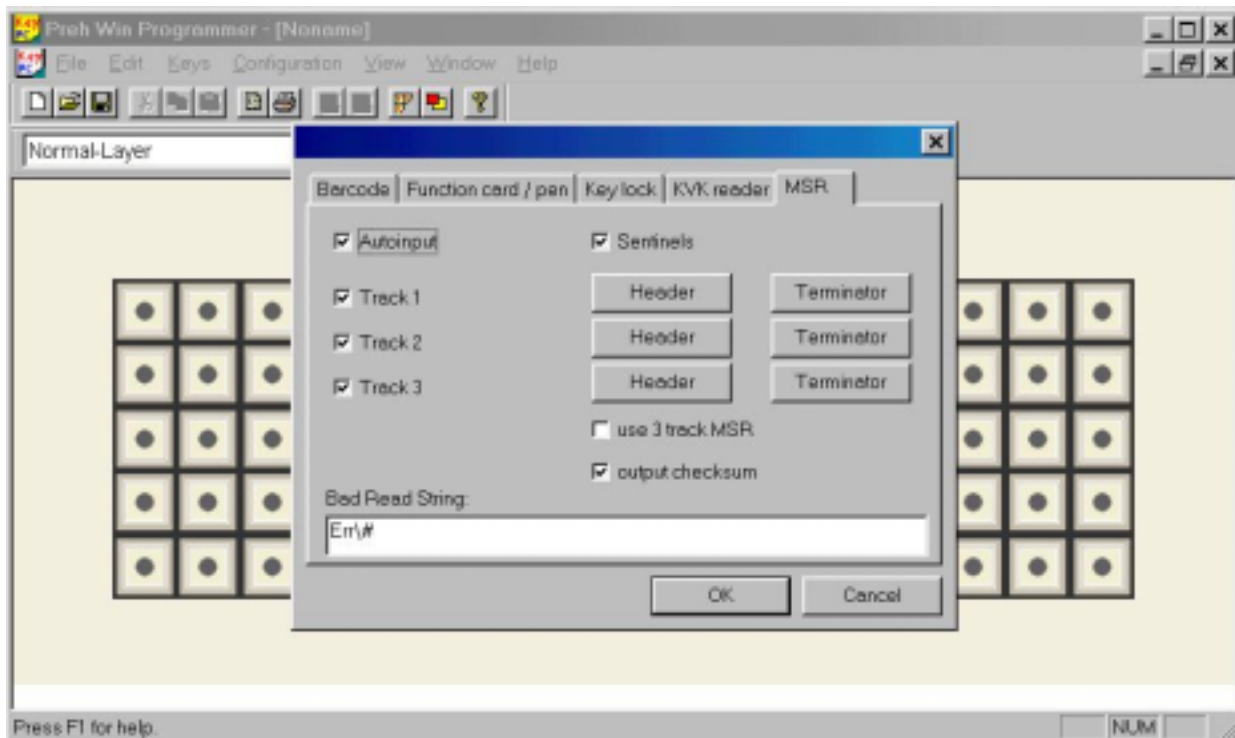 Preh Win Programmer - [Noname]
File Edit Keys Configuration View Window Help
Normal-Layer
Barcode Function card / pen Key lock KVK reader MSR
Autoinput Sentinels
Track 1 Header Terminator
Track 2 Header Terminator
Track 3 Header Terminator
use 3 track MSR
output checksum
Bad Read String:
Err\#
OK Cancel
Press F1 for help. NUM